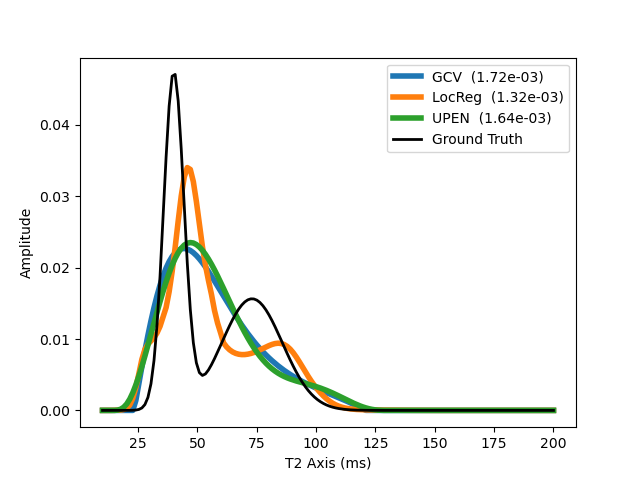 GCV (1.72e-03)
LocReg (1.32e-03)
UPEN (1.64e-03)
Ground Truth
Amplitude
0.04
0.03
0.02
0.01
0.00
25 50 75 100 125 150 175 200
T2 Axis (ms)